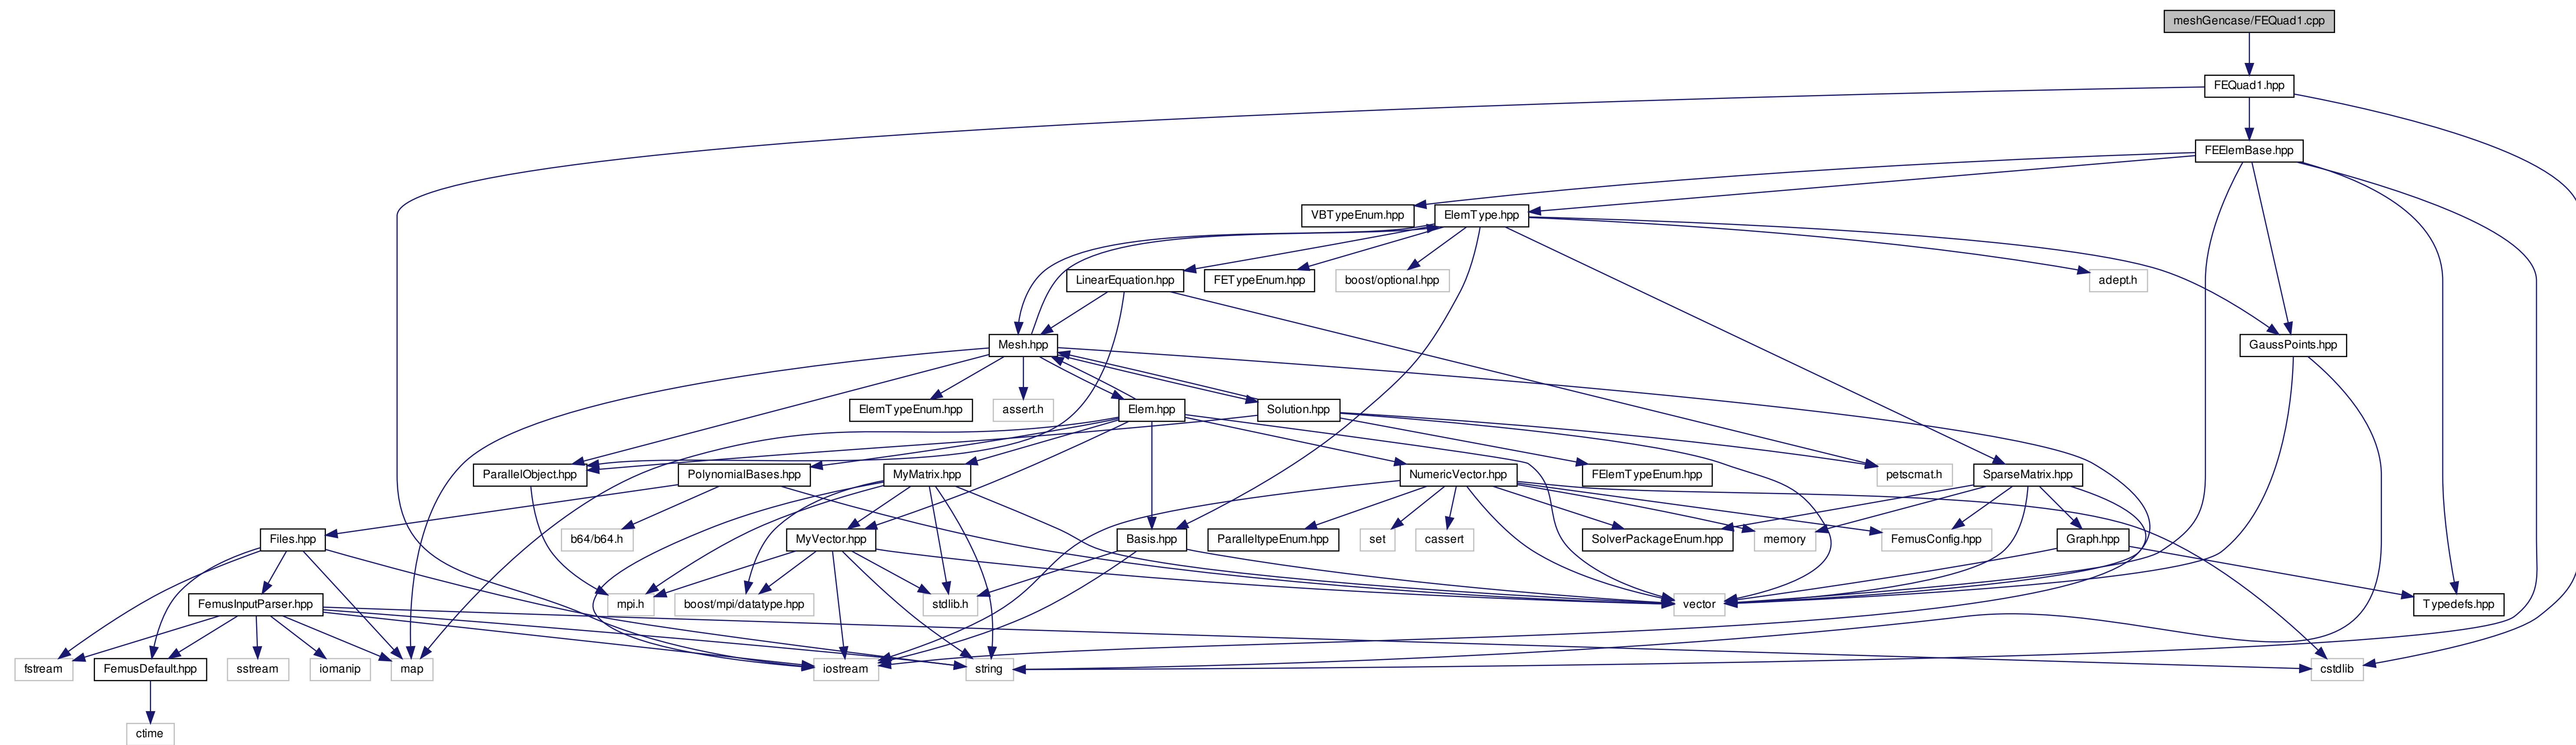 meshGencase/FEQuad1.cpp
FEQuad1.hpp
FEElemBase.hpp
VBTypeEnum.hpp
ElemType.hpp
LinearEquation.hpp
FETypeEnum.hpp
boost/optional.hpp
adept.h
Mesh.hpp
GaussPoints.hpp
ElemTypeEnum.hpp
assert.h
Elem.hpp
Solution.hpp
ParallelObject.hpp
PolynomialBases.hpp
MyMatrix.hpp
NumericVector.hpp
FElemTypeEnum.hpp
petscmat.h
SparseMatrix.hpp
Files.hpp
b64/b64.h
MyVector.hpp
Basis.hpp
ParalleltypeEnum.hpp
set
cassert
SolverPackageEnum.hpp
memory
FemusConfig.hpp
Graph.hpp
FemusInputParser.hpp
mpi.h
boost/mpi/datatype.hpp
stdlib.h
vector
Typedefs.hpp
fstream
FemusDefault.hpp
sstream
iomanip
map
iostream
string
cstdlib
ctime